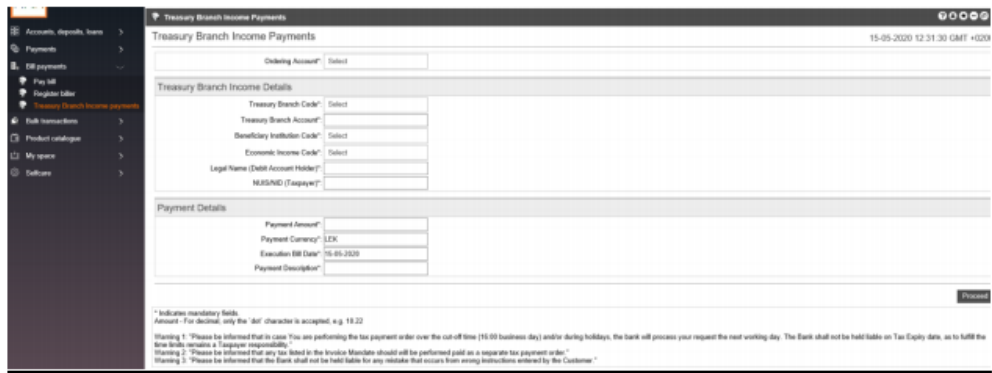 Treasury Branch Income Payments
Accounts, deposits, loans
Payments
Bill payments
Pay bill
Register biller
Treasury Branch Income payments
Bulk transactions
Product catalogue
My space
Selfcare
Treasury Branch Income Payments
15-05-2020 12:31:30 GMT +020
Ordering Account*: Select
Treasury Branch Income Details
Treasury Branch Code*: Select
Treasury Branch Account*:
Beneficiary Institution Code*: Select
Economic Income Code*: Select
Legal Name (Debit Account Holder)*:
NUIS/NID (Taxpayer)*:
Payment Details
Payment Amount*:
Payment Currency*: LEK
Execution Bill Date*: 15-05-2020
Payment Description*:
Proceed
* Indicates mandatory fields.
Amount - For decimal, only the 'dot' character is accepted, e.g. 19.22
Warning 1: "Please be informed that in case You are performing the tax payment order over the cut-off time (16:00 business day) and/or during holidays, the bank will process your request the next working day. The Bank shall not be held liable on Tax Expiry date, as to fulfill the
time limits remains a Taxpayer responsibility."
Warning 2: "Please be informed that any tax listed in the Invoice Mandate should will be performed paid as a separate tax payment order."
Warning 3: "Please be informed that the Bank shall not be held liable for any mistake that occurs from wrong instructions entered by the Customer."